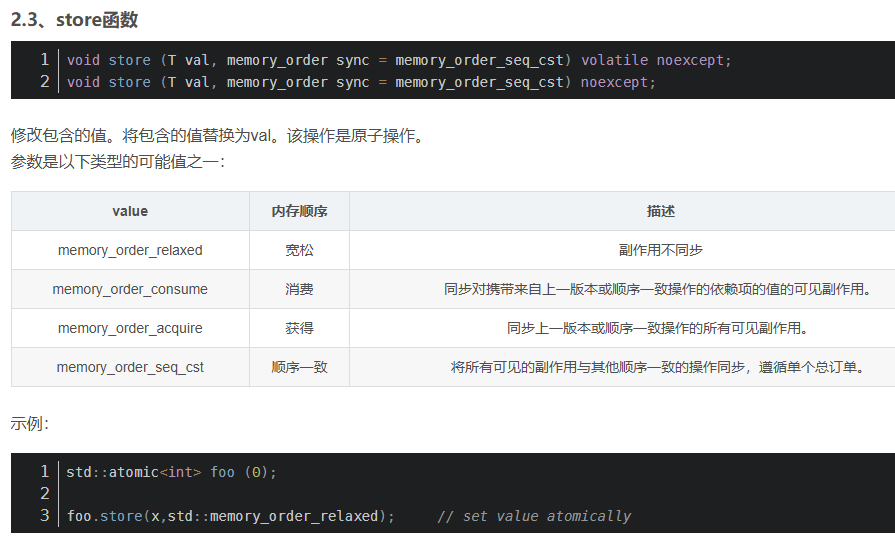 2.3、store函数
1 void store (T val, memory_order sync = memory_order_seq_cst) volatile noexcept;
2 void store (T val, memory_order sync = memory_order_seq_cst) noexcept;
修改包含的值。将包含的值替换为val。该操作是原子操作。
参数是以下类型的可能值之一：
value 内存顺序 描述
memory_order_relaxed 宽松 副作用不同步
memory_order_consume 消费 同步对携带来自上一版本或顺序一致操作的依赖项的值的可见副作用。
memory_order_acquire 获得 同步上一版本或顺序一致操作的所有可见副作用。
memory_order_seq_cst 顺序一致 将所有可见的副作用与其他顺序一致的操作同步，遵循单个总订单。
示例：
1 std::atomic<int> foo (0);
2
3 foo.store(x,std::memory_order_relaxed);     // set value atomically